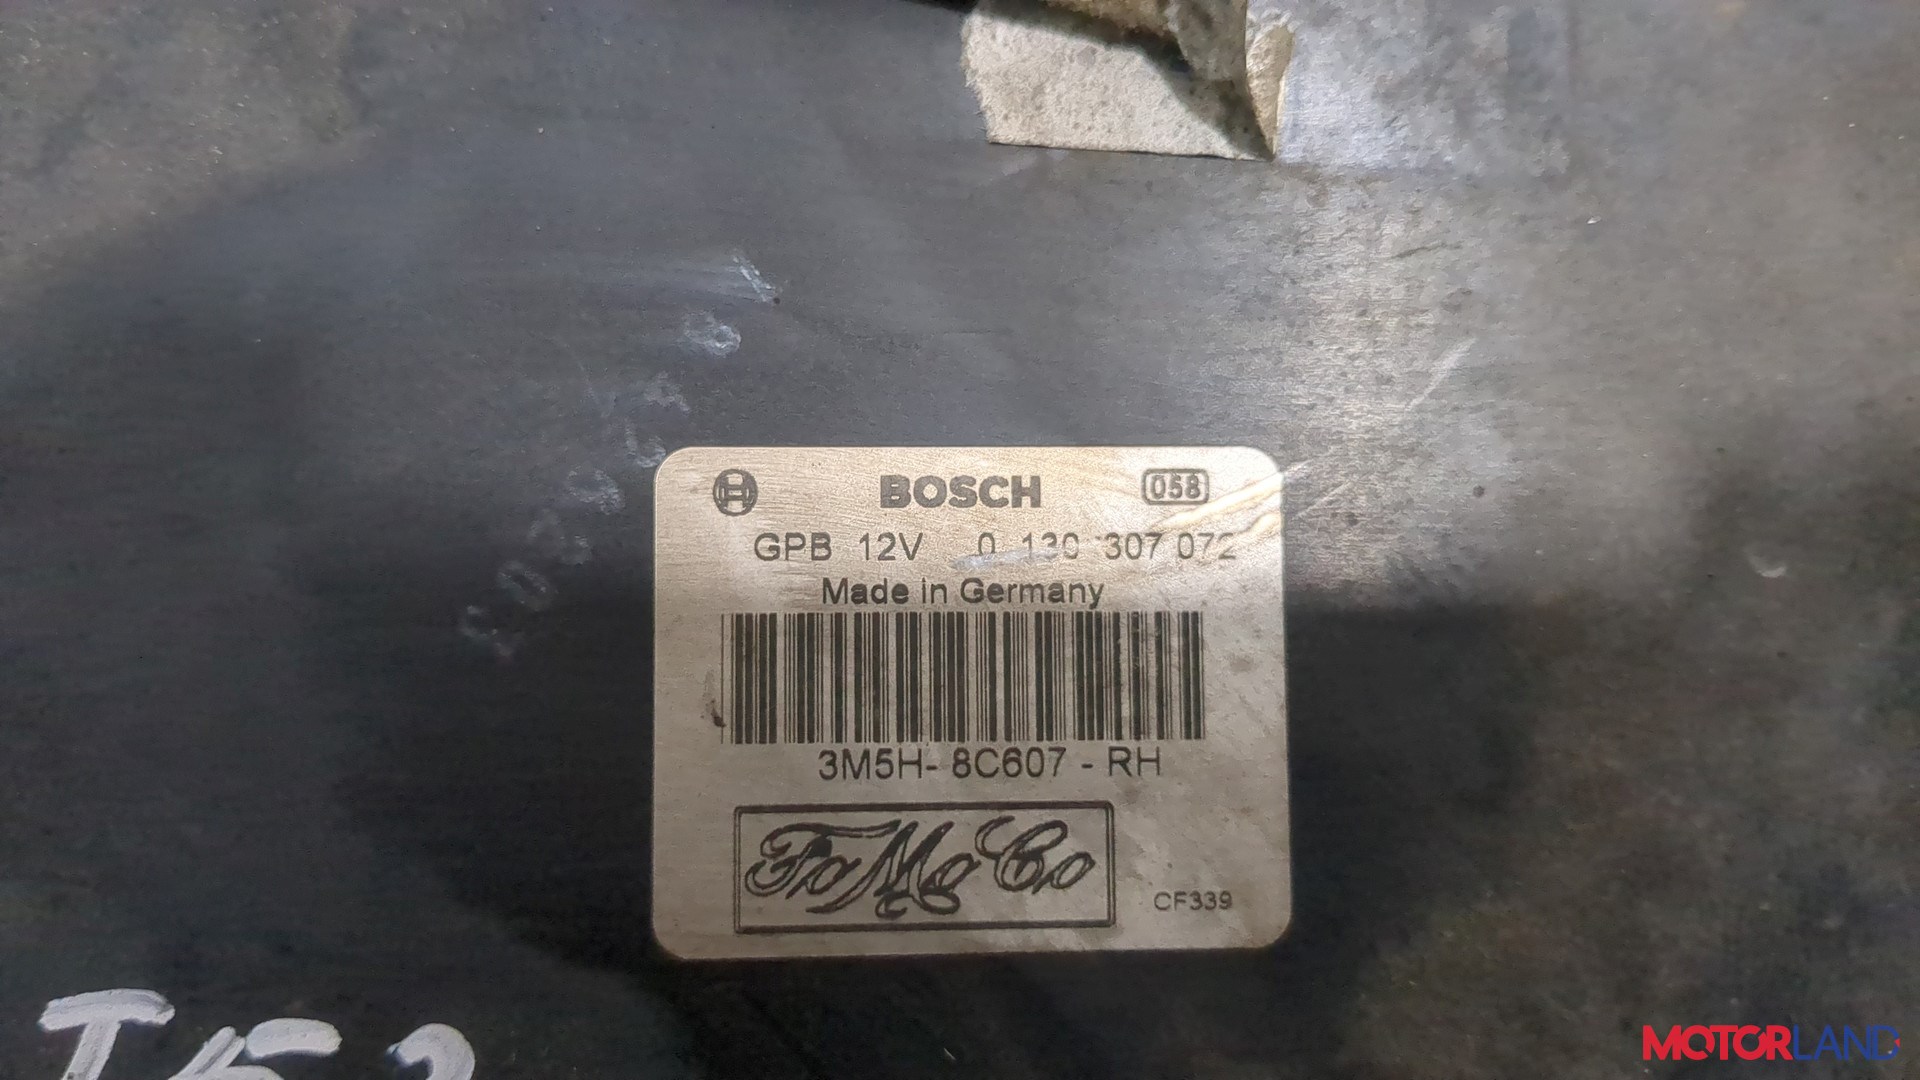 BOSCH 058
GPB 12V 0 130 307 072
Made in Germany
3M5H- 8C607 - RH
FoMoCo
CF339
MOTORLAND